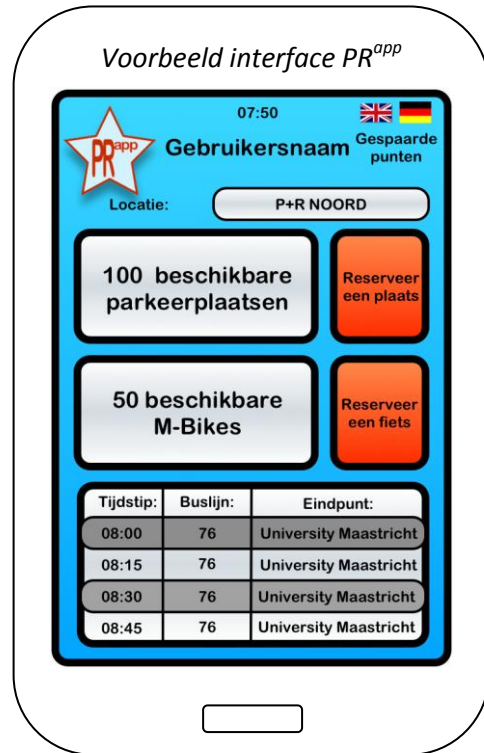 Voorbeeld interface PRapp
07:50
PRapp
Gebruikersnaam
Gespaarde
punten
Locatie: P+R NOORD
100 beschikbare
parkeerplaatsen
Reserveer
een plaats
50 beschikbare
M-Bikes
Reserveer
een fiets
Tijdstip: Buslijn: Eindpunt:
08:00 76 University Maastricht
08:15 76 University Maastricht
08:30 76 University Maastricht
08:45 76 University Maastricht